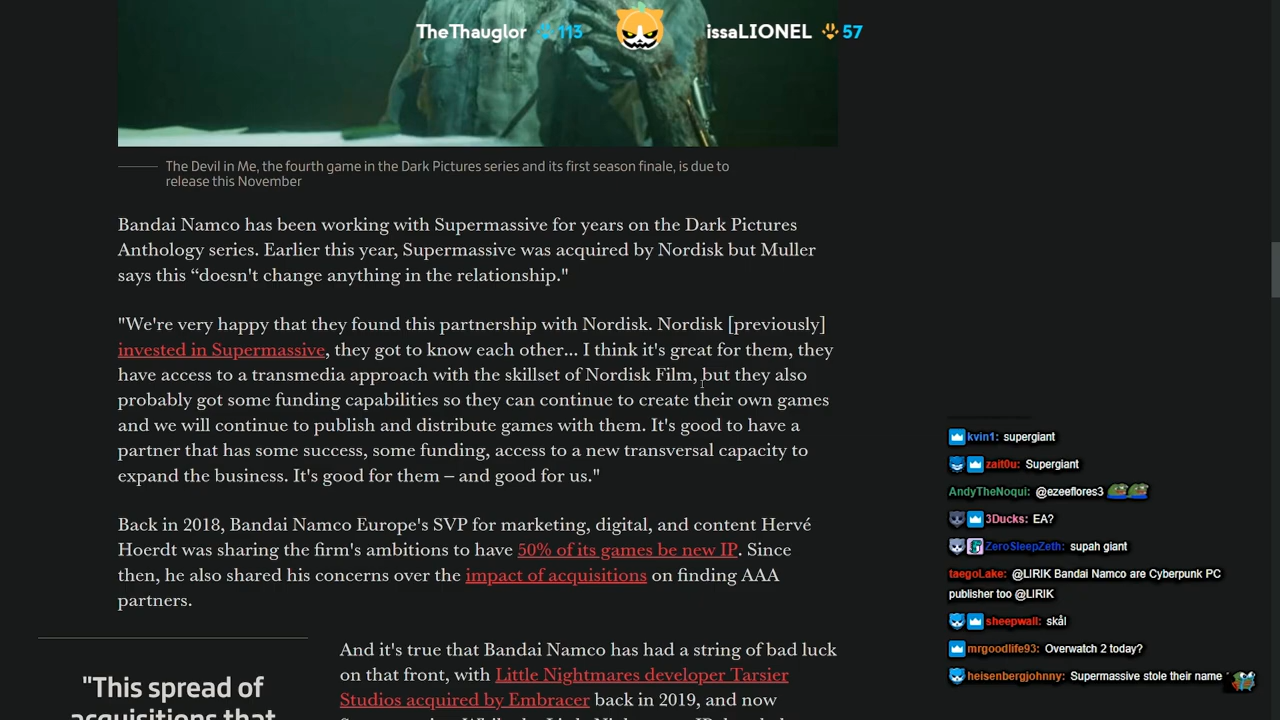 TheThauglor 113 issaLIONEL 57
The Devil in Me, the fourth game in the Dark Pictures series and its first season finale, is due to
release this November
Bandai Namco has been working with Supermassive for years on the Dark Pictures
Anthology series. Earlier this year, Supermassive was acquired by Nordisk but Muller
says this “doesn't change anything in the relationship."
"We're very happy that they found this partnership with Nordisk. Nordisk [previously]
invested in Supermassive, they got to know each other... I think it's great for them, they
have access to a transmedia approach with the skillset of Nordisk Film, but they also
probably got some funding capabilities so they can continue to create their own games
and we will continue to publish and distribute games with them. It's good to have a
partner that has some success, some funding, access to a new transversal capacity to
expand the business. It's good for them – and good for us."
Back in 2018, Bandai Namco Europe's SVP for marketing, digital, and content Hervé
Hoerdt was sharing the firm's ambitions to have 50% of its games be new IP. Since
then, he also shared his concerns over the impact of acquisitions on finding AAA
partners.
And it's true that Bandai Namco has had a string of bad luck
on that front, with Little Nightmares developer Tarsier
Studios acquired by Embracer back in 2019, and now
"This spread of
acquisitions that
kvin1: supergiant
zait0u: Supergiant
AndyTheNoqui: @ezeeflores3
3Ducks: EA?
ZeroSleepZeth: supah giant
taegoLake: @LIRIK Bandai Namco are Cyberpunk PC
publisher too @LIRIK
sheepwall: skål
mrgoodlife93: Overwatch 2 today?
heisenbergjohnny: Supermassive stole their name